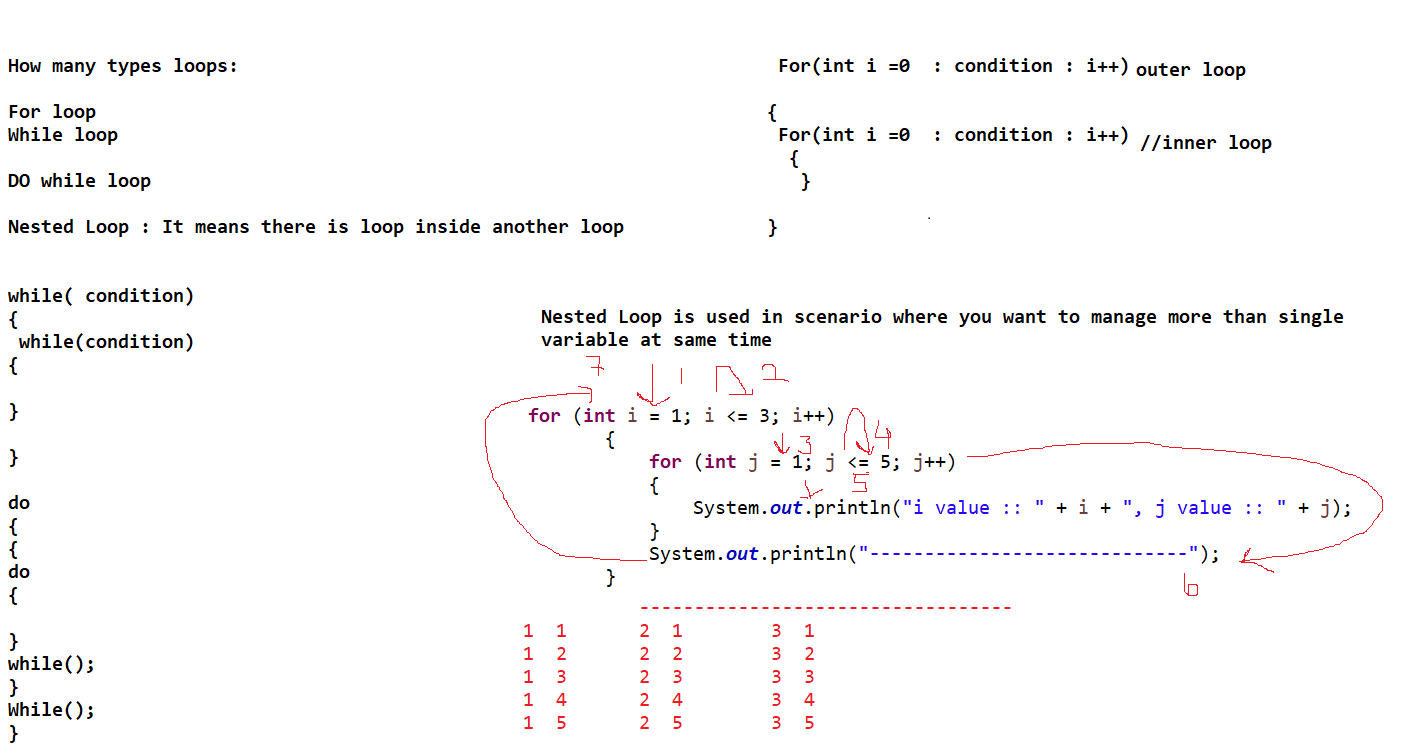 How many types loops:
For loop
While loop
DO while loop
Nested Loop : It means there is loop inside another loop
For(int i =0  : condition : i++) outer loop
{
For(int i =0  : condition : i++) //inner loop
{
}
}
while( condition)
{
while(condition)
{
}
}
do
{
{
do
{
}
while();
}
While();
}
Nested Loop is used in scenario where you want to manage more than single
variable at same time
7 1 2
for (int i = 1; i <= 3; i++)
{
3 4
for (int j = 1; j <= 5; j++)
{
5
System.out.println("i value :: " + i + ", j value :: " + j);
}
System.out.println("-----------------------------");
}
6
----------------------------------
1 1 2 1 3 1
1 2 2 2 3 2
1 3 2 3 3 3
1 4 2 4 3 4
1 5 2 5 3 5